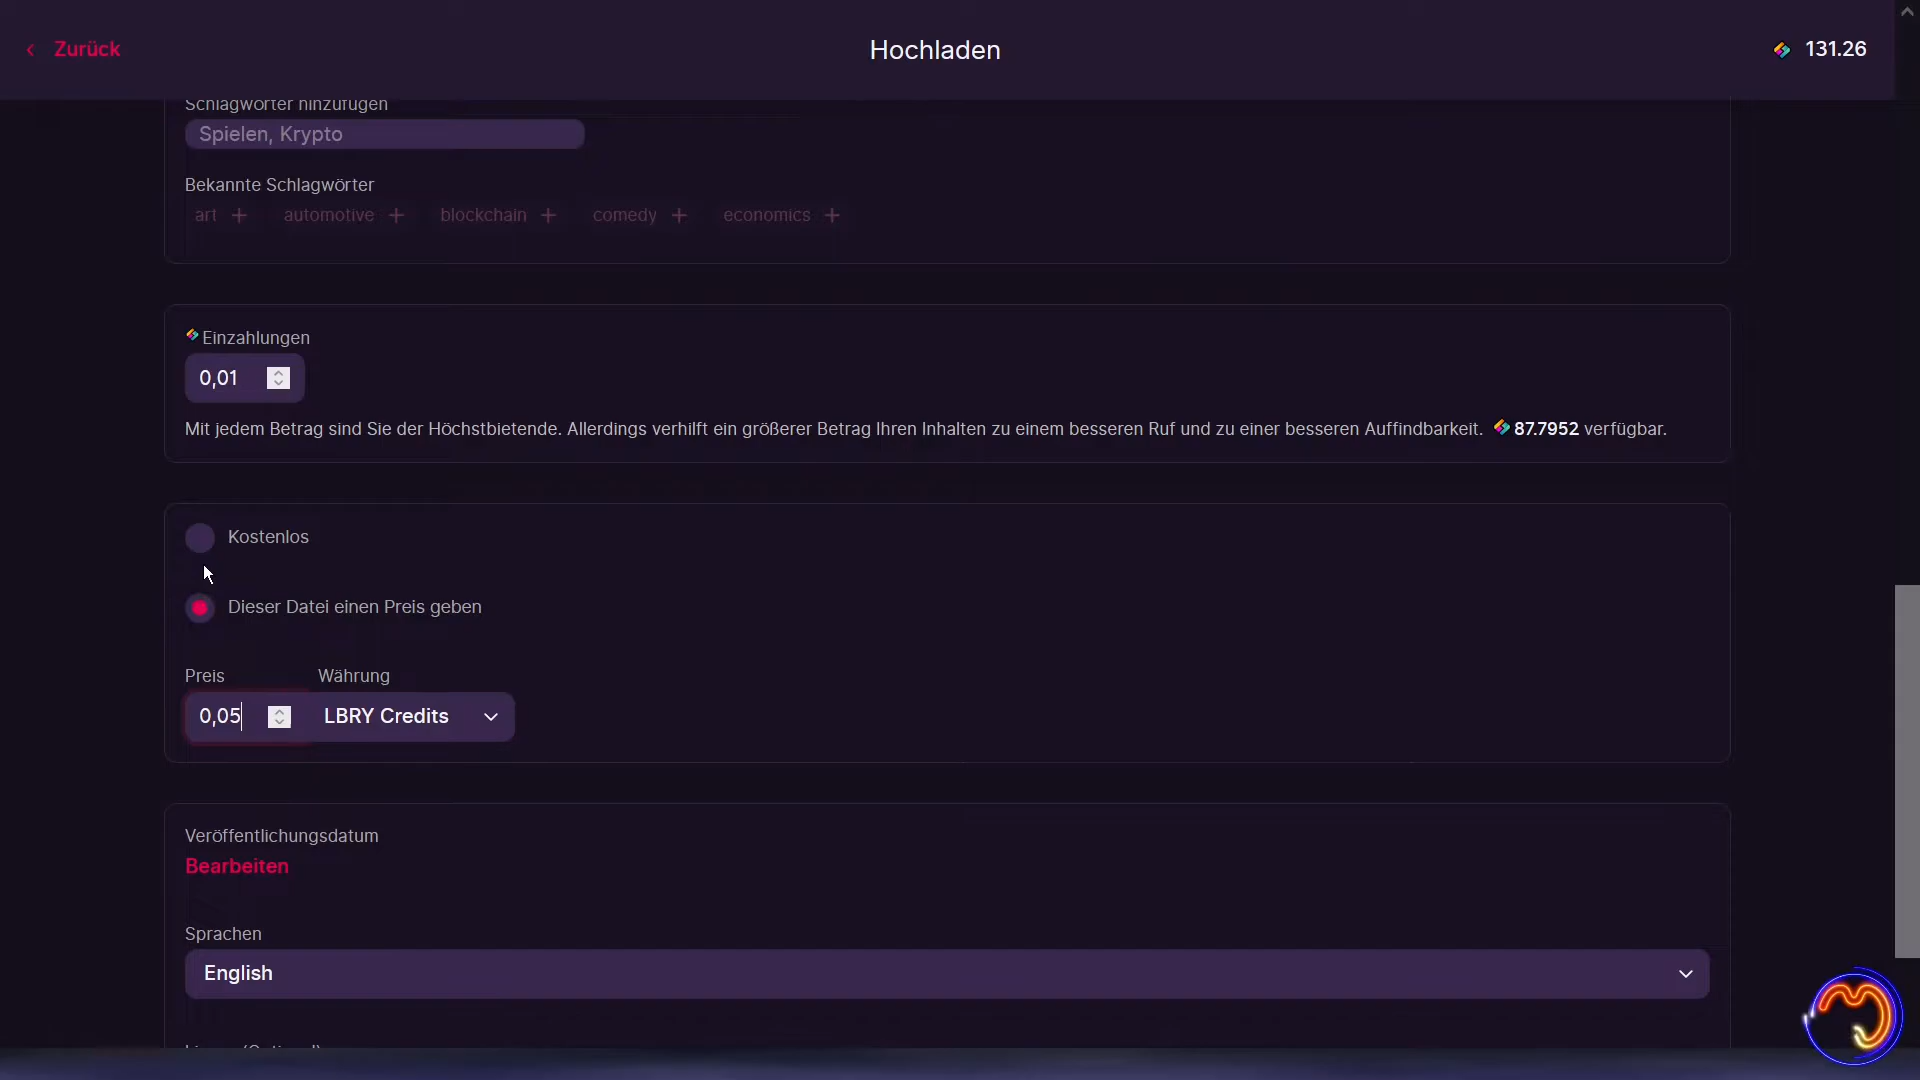 Zurück
Hochladen
131.26
Schlagwörter hinzufügen
Spielen, Krypto
Bekannte Schlagwörter
art + automotive + blockchain + comedy + economics +
Einzahlungen
0,01
Mit jedem Betrag sind Sie der Höchstbietende. Allerdings verhilft ein größerer Betrag Ihren Inhalten zu einem besseren Ruf und zu einer besseren Auffindbarkeit. 87.7952 verfügbar.
Kostenlos
Dieser Datei einen Preis geben
Preis Währung
0,05 LBRY Credits
Veröffentlichungsdatum
Bearbeiten
Sprachen
English